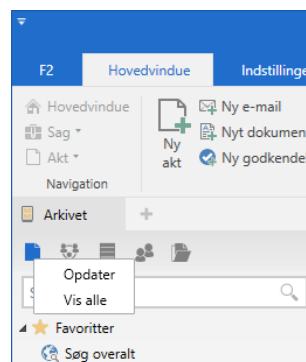 F2 Hovedvindue Indstillinge
Hovedvindue
Sag
Akt
Navigation
Ny
akt
Ny e-mail
Nyt dokumen
Ny godkende
Arkivet +
Opdater
Vis alle
S
Favoritter
Søg overalt